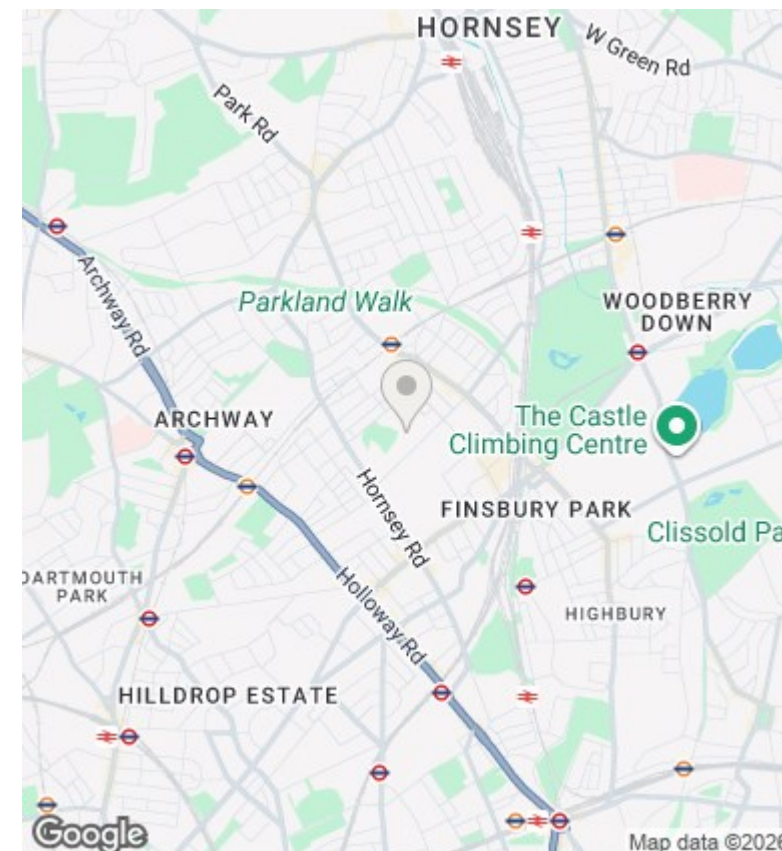 HORNSEY
W Green Rd
Park Rd
Parkland Walk
WOODBERRY
DOWN
Archway Rd
ARCHWAY
The Castle
Climbing Centre
Hornsey Rd
FINSBURY PARK
Clissold Pa
DARTMOUTH
PARK
Holloway Rd
HIGHBURY
HILLDROP ESTATE
Google
Map data ©2026